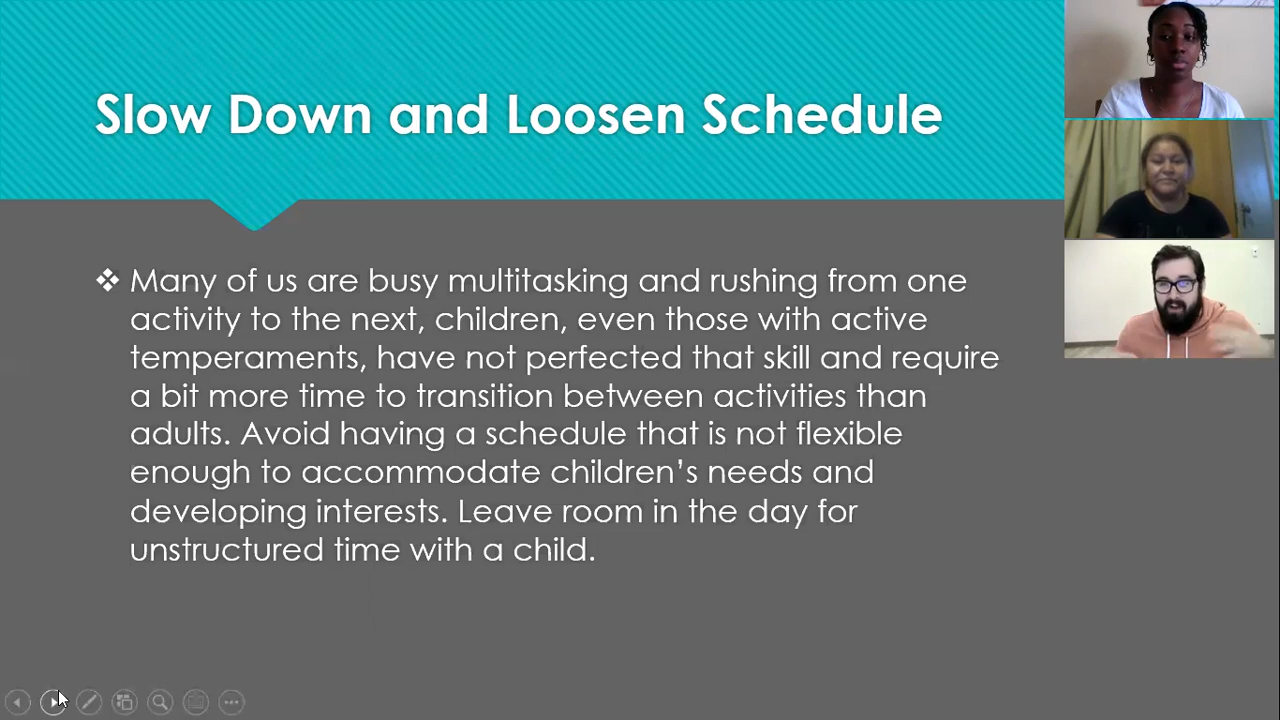 Slow Down and Loosen Schedule
Many of us are busy multitasking and rushing from one
activity to the next, children, even those with active
temperaments, have not perfected that skill and require
a bit more time to transition between activities than
adults. Avoid having a schedule that is not flexible
enough to accommodate children’s needs and
developing interests. Leave room in the day for
unstructured time with a child.